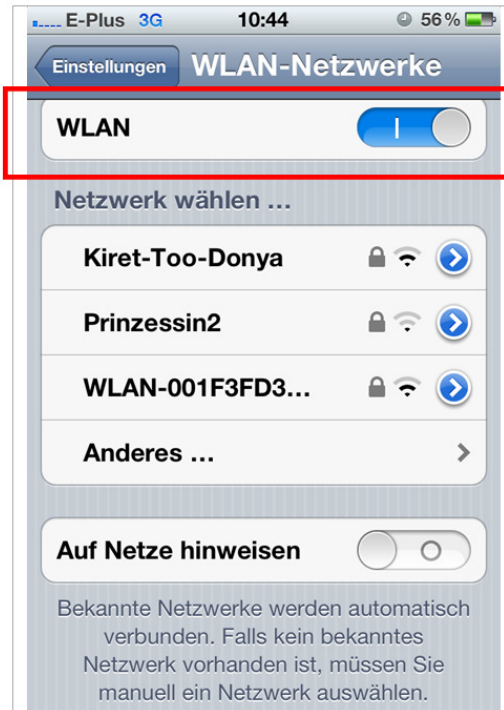 E-Plus 3G 10:44 56%
Einstellungen WLAN-Netzwerke
WLAN
Netzwerk wählen ...
Kiret-Too-Donya
Prinzessin2
WLAN-001F3FD3...
Anderes ...
Auf Netze hinweisen
Bekannte Netzwerke werden automatisch
verbunden. Falls kein bekanntes
Netzwerk vorhanden ist, müssen Sie
manuell ein Netzwerk auswählen.